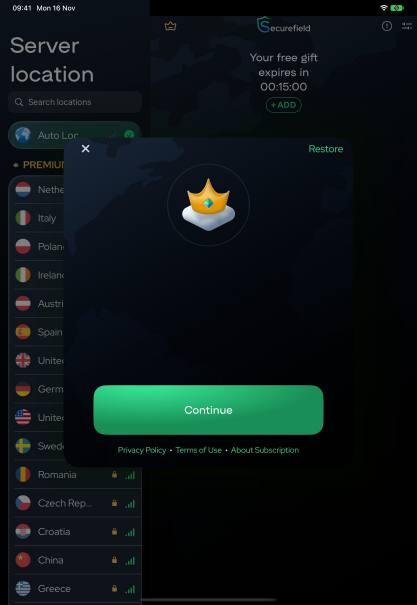 09:41 Mon 16 Nov
Server
location
Search locations
Auto Loc
PREMIUM
Nethe
Italy
Polan
Irelan
Austri
Spain
Unite
Germ
Unite
Swed
Romania
Czech Rep...
Croatia
China
Greece
Securefield
Your free gift
expires in
00:15:00
+ ADD
Restore
Continue
Privacy Policy • Terms of Use • About Subscription